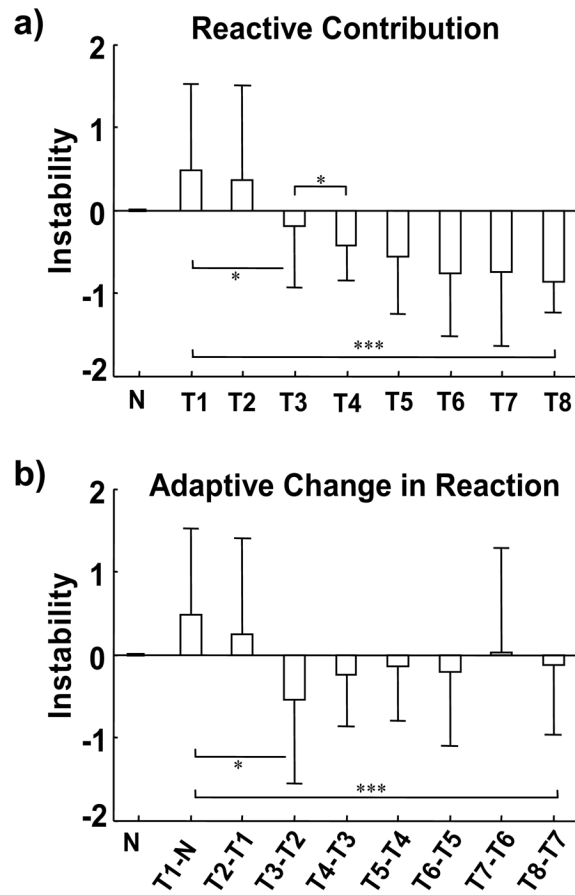 a) Reactive Contribution
2
1
0
-1
-2
Instability
*
*
***
N T1 T2 T3 T4 T5 T6 T7 T8
b) Adaptive Change in Reaction
2
1
0
-1
-2
Instability
*
***
N T1-N T2-T1 T3-T2 T4-T3 T5-T4 T6-T5 T7-T6 T8-T7